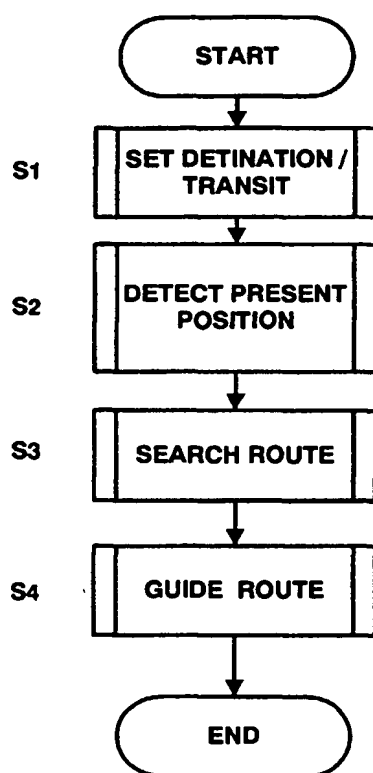 START
S1
SET DETINATION /
TRANSIT
S2
DETECT PRESENT
POSITION
S3
SEARCH ROUTE
S4
GUIDE ROUTE
END